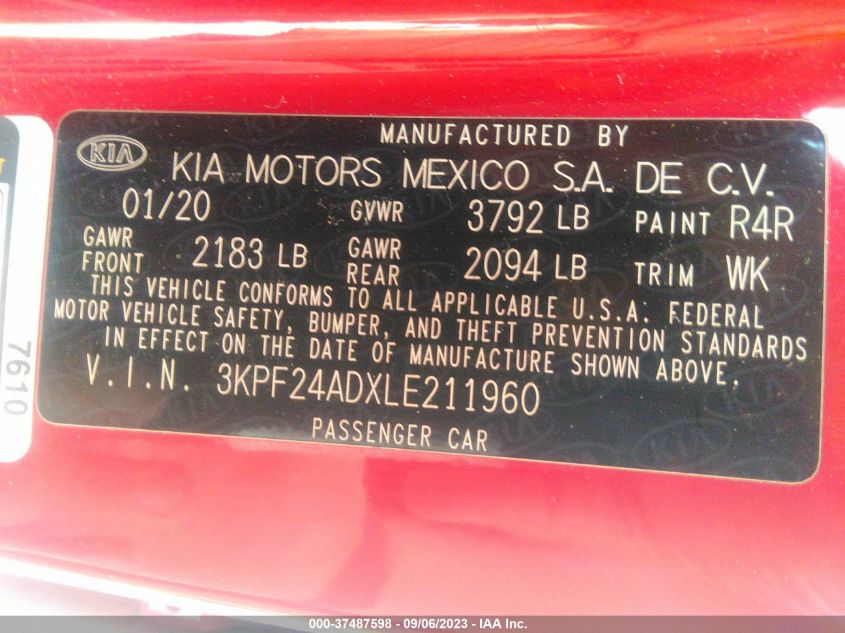 MANUFACTURED BY
KIA
KIA MOTORS MEXICO S.A. DE C.V.
01/20 GVWR 3792 LB PAINT R4R
GAWR FRONT 2183 LB GAWR REAR 2094 LB TRIM WK
THIS VEHICLE CONFORMS TO ALL APPLICABLE U.S.A. FEDERAL
MOTOR VEHICLE SAFETY, BUMPER, AND THEFT PREVENTION STANDARDS
IN EFFECT ON THE DATE OF MANUFACTURE SHOWN ABOVE.
V.I.N. 3KPF24ADXLE211960
PASSENGER CAR
7610
000-37487598 - 09/06/2023 - IAA Inc.